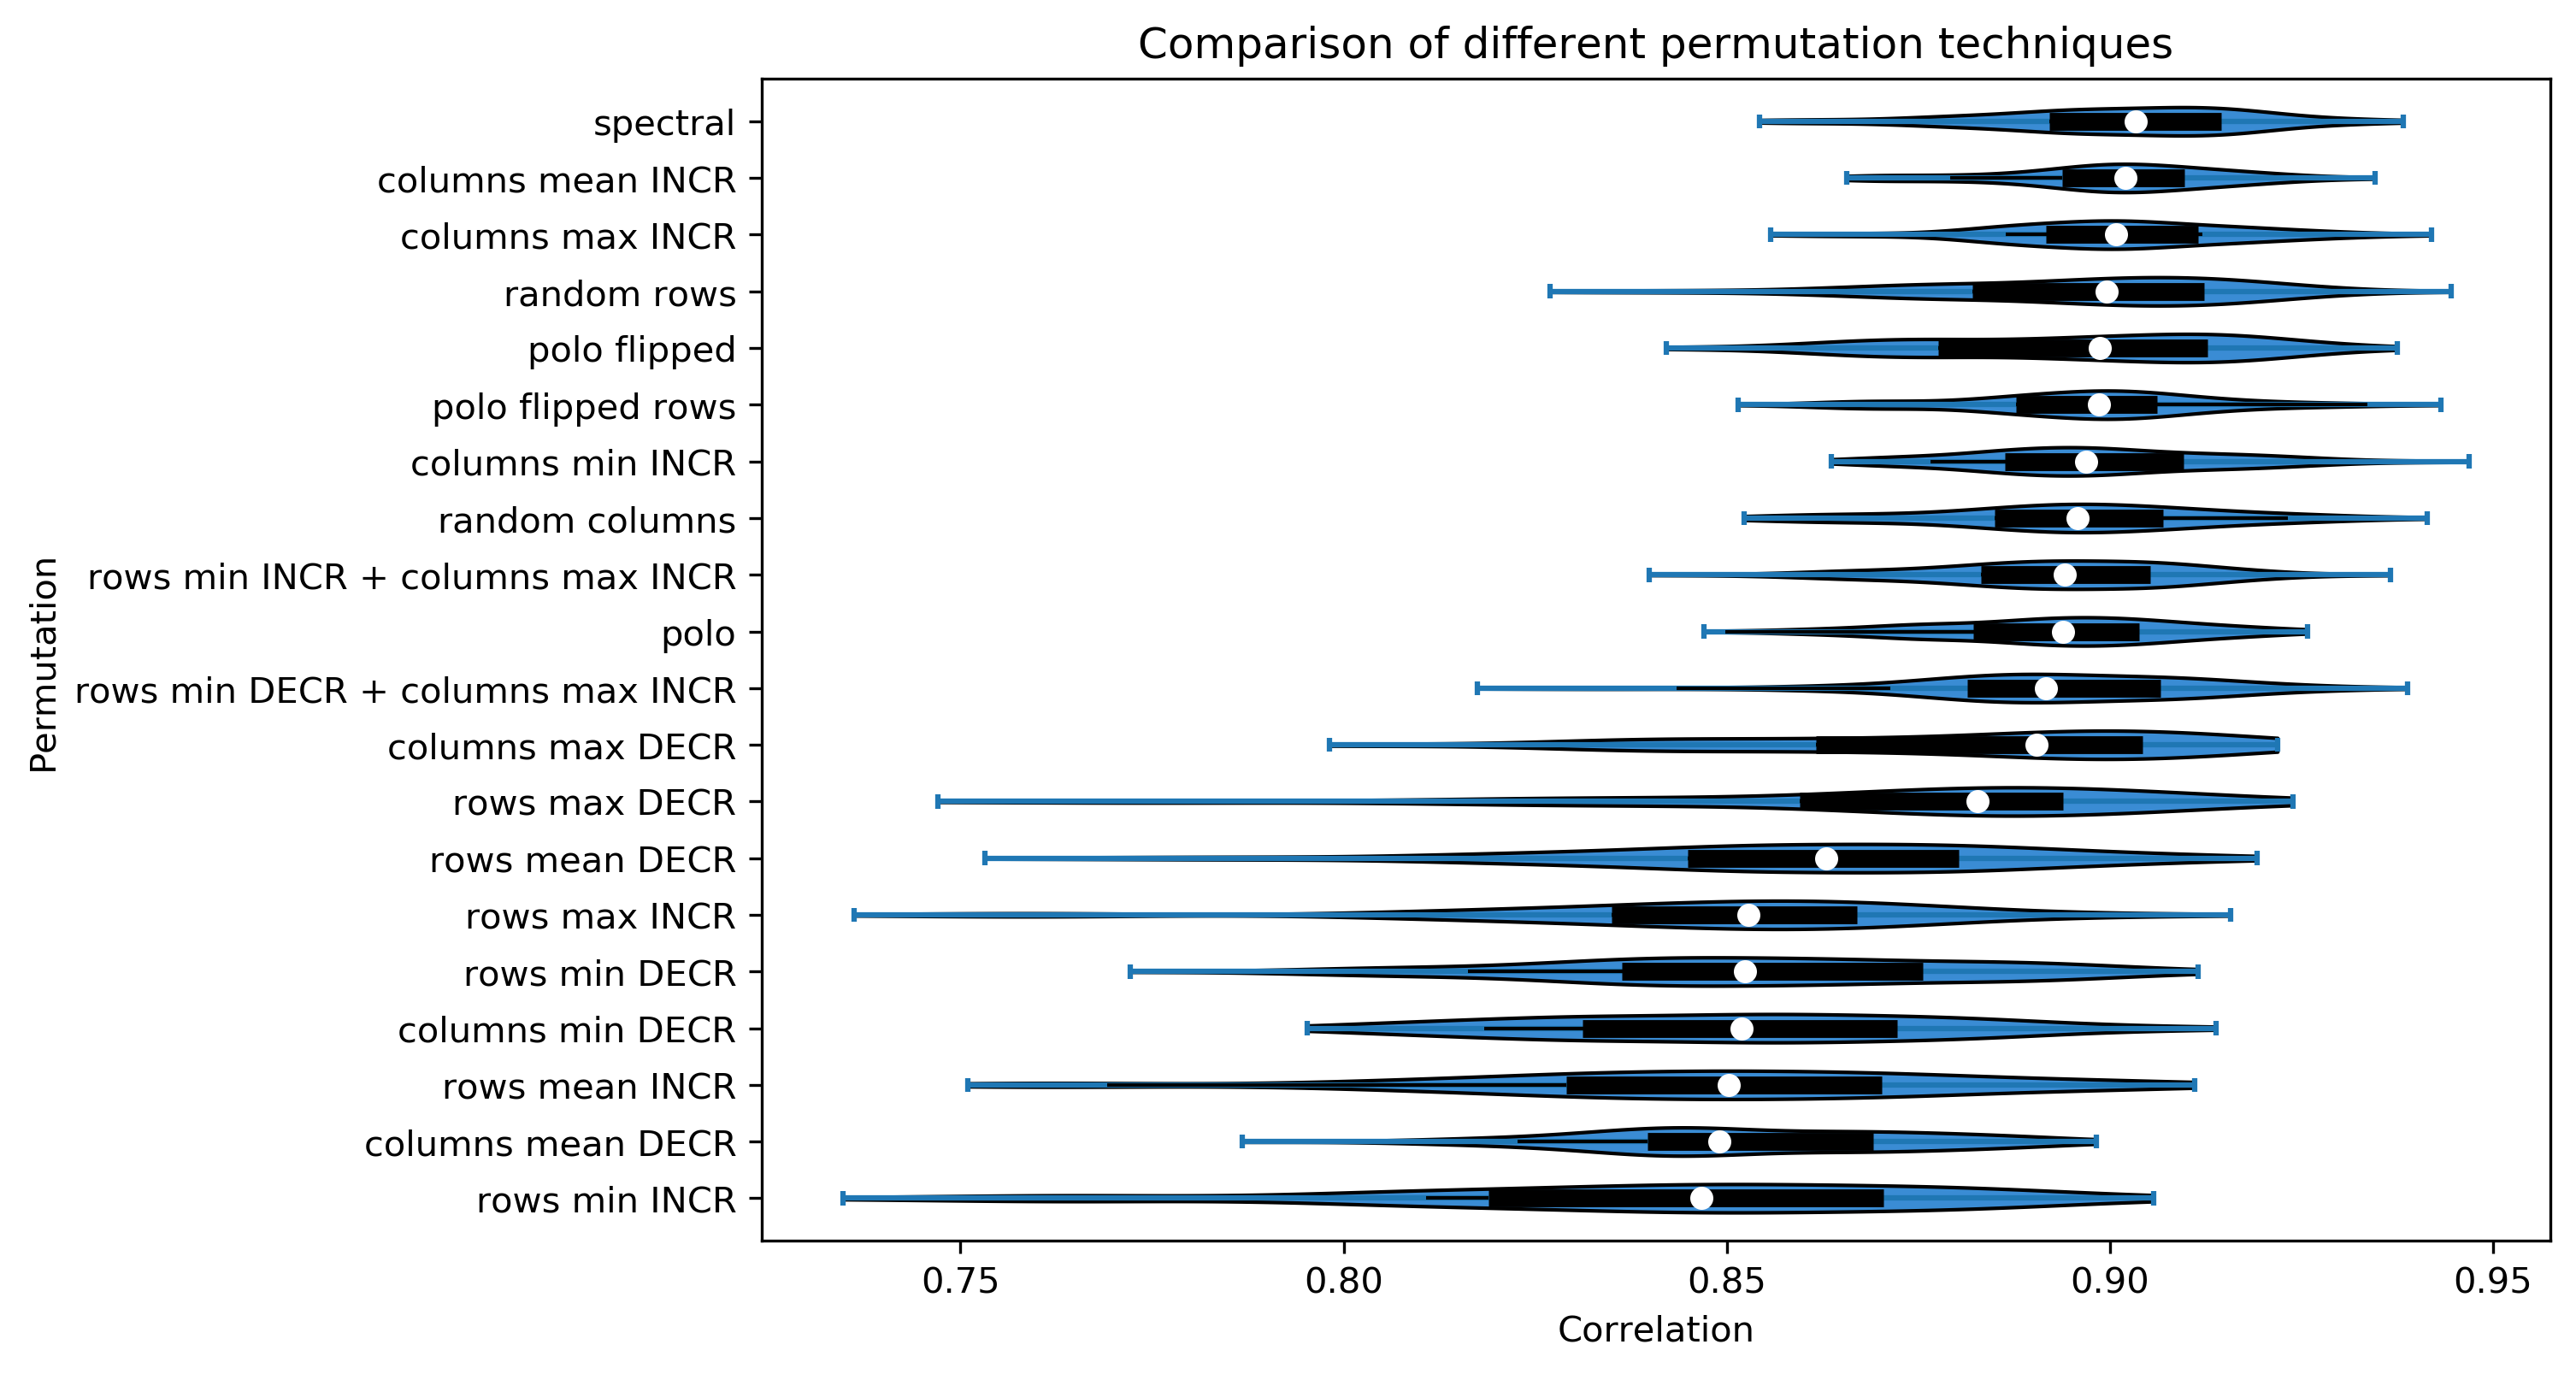 Comparison of different permutation techniques
Permutation
spectral
columns mean INCR
columns max INCR
random rows
polo flipped
polo flipped rows
columns min INCR
random columns
rows min INCR + columns max INCR
polo
rows min DECR + columns max INCR
columns max DECR
rows max DECR
rows mean DECR
rows max INCR
rows min DECR
columns min DECR
rows mean INCR
columns mean DECR
rows min INCR
0.75 0.80 0.85 0.90 0.95
Correlation